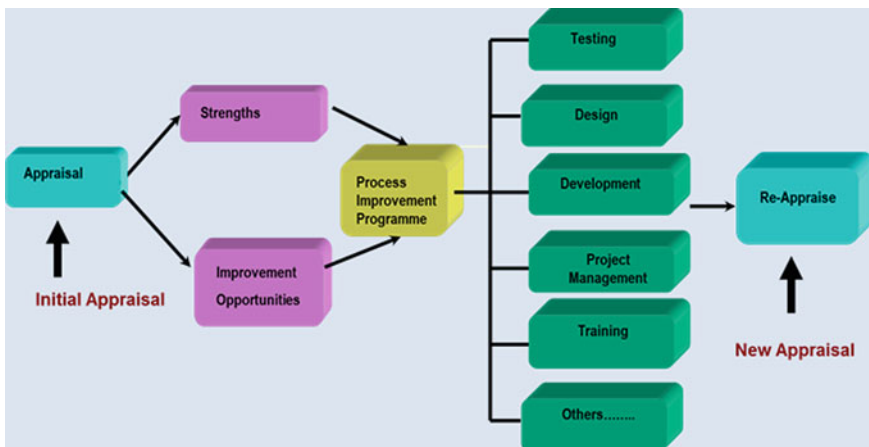 Appraisal
Initial Appraisal
Strengths
Improvement
Opportunities
Process
Improvement
Programme
Testing
Design
Development
Project
Management
Training
Others........
Re-Appraise
New Appraisal